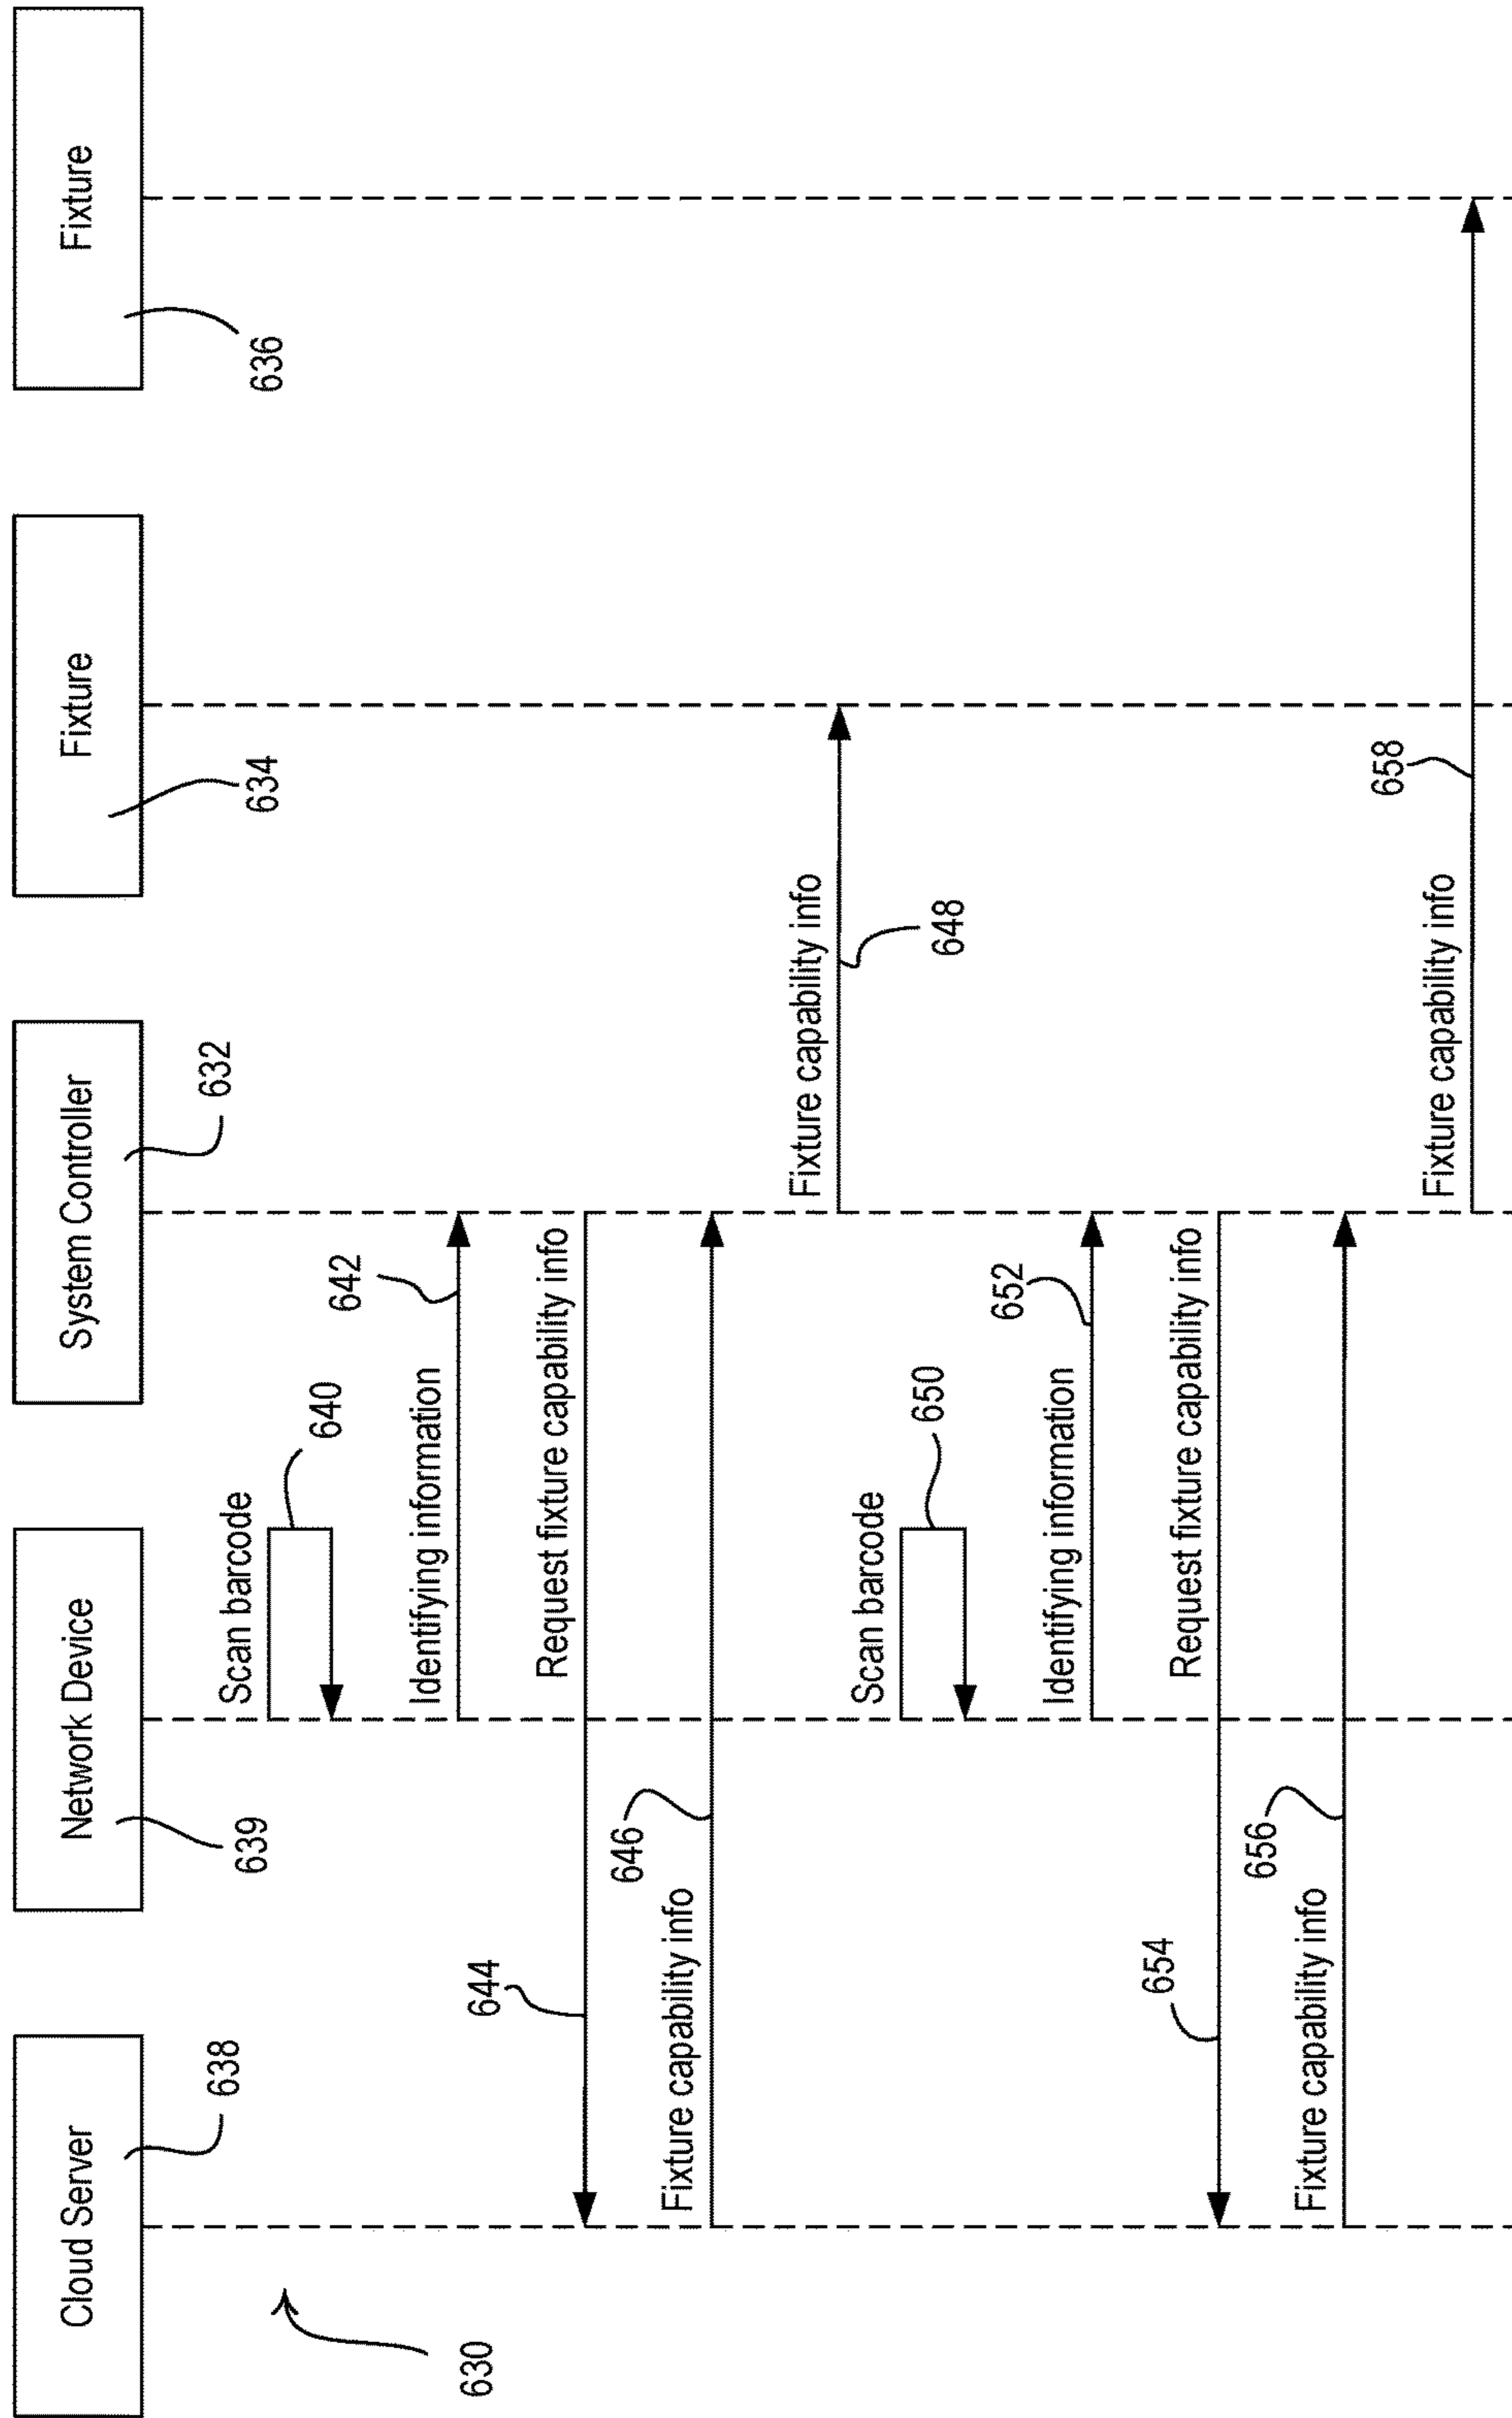 Cloud Server
Network Device
System Controller
Fixture
Fixture
638
639
632
634
636
630
Scan barcode
640
Identifying information
642
Request fixture capability info
644
Fixture capability info
646
Fixture capability info
648
Scan barcode
650
Identifying information
652
Request fixture capability info
654
Fixture capability info
656
Fixture capability info
658